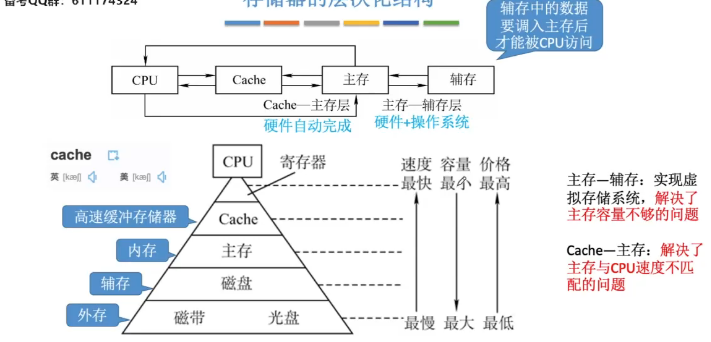 备考QQ群：611174324
存储器的层次化结构
辅存中的数据
要调入主存后
才能被CPU访问
CPU
Cache
主存
辅存
Cache—主存层
主存—辅存层
硬件自动完成
硬件+操作系统
cache
英 [kæʃ] 美 [kæʃ]
CPU
寄存器
速度 容量 价格
最快 最小 最高
高速缓冲存储器
Cache
内存
主存
辅存
磁盘
外存
磁带 光盘
最慢 最大 最低
主存—辅存：实现虚
拟存储系统，解决了
主存容量不够的问题
Cache—主存：解决了
主存与CPU速度不匹
配的问题